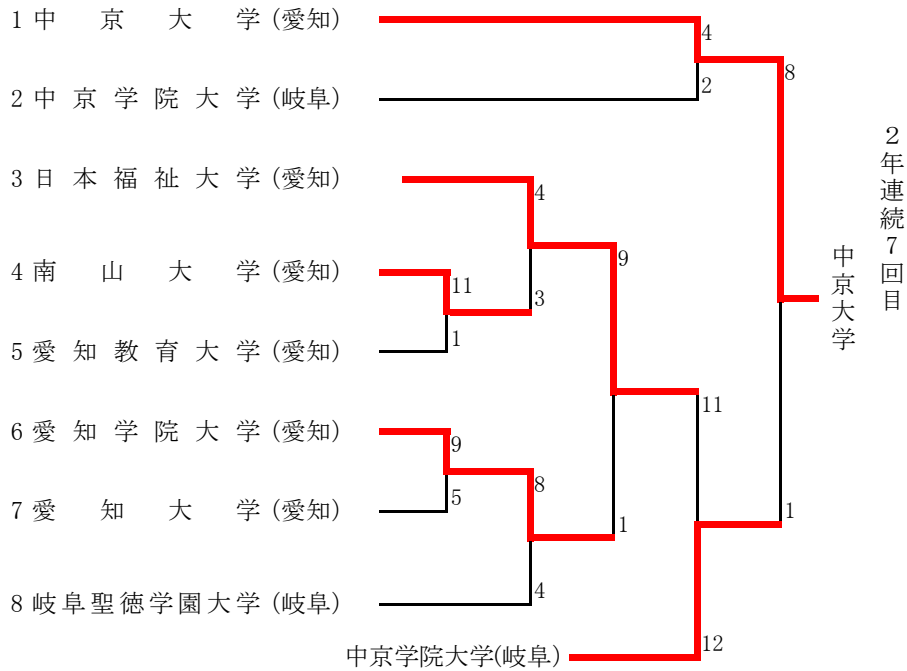 1 中京大学 (愛知)
4
8
2 中京学院大学 (岐阜)
2
3 日本福祉大学 (愛知)
4
9
4 南山大学 (愛知)
11
3
5 愛知教育大学 (愛知)
1
6 愛知学院大学 (愛知)
9
11
7 愛知大学 (愛知)
5
8
1
1
8 岐阜聖徳学園大学 (岐阜)
4
中京学院大学(岐阜)
12
中京大学
2年連続7回目